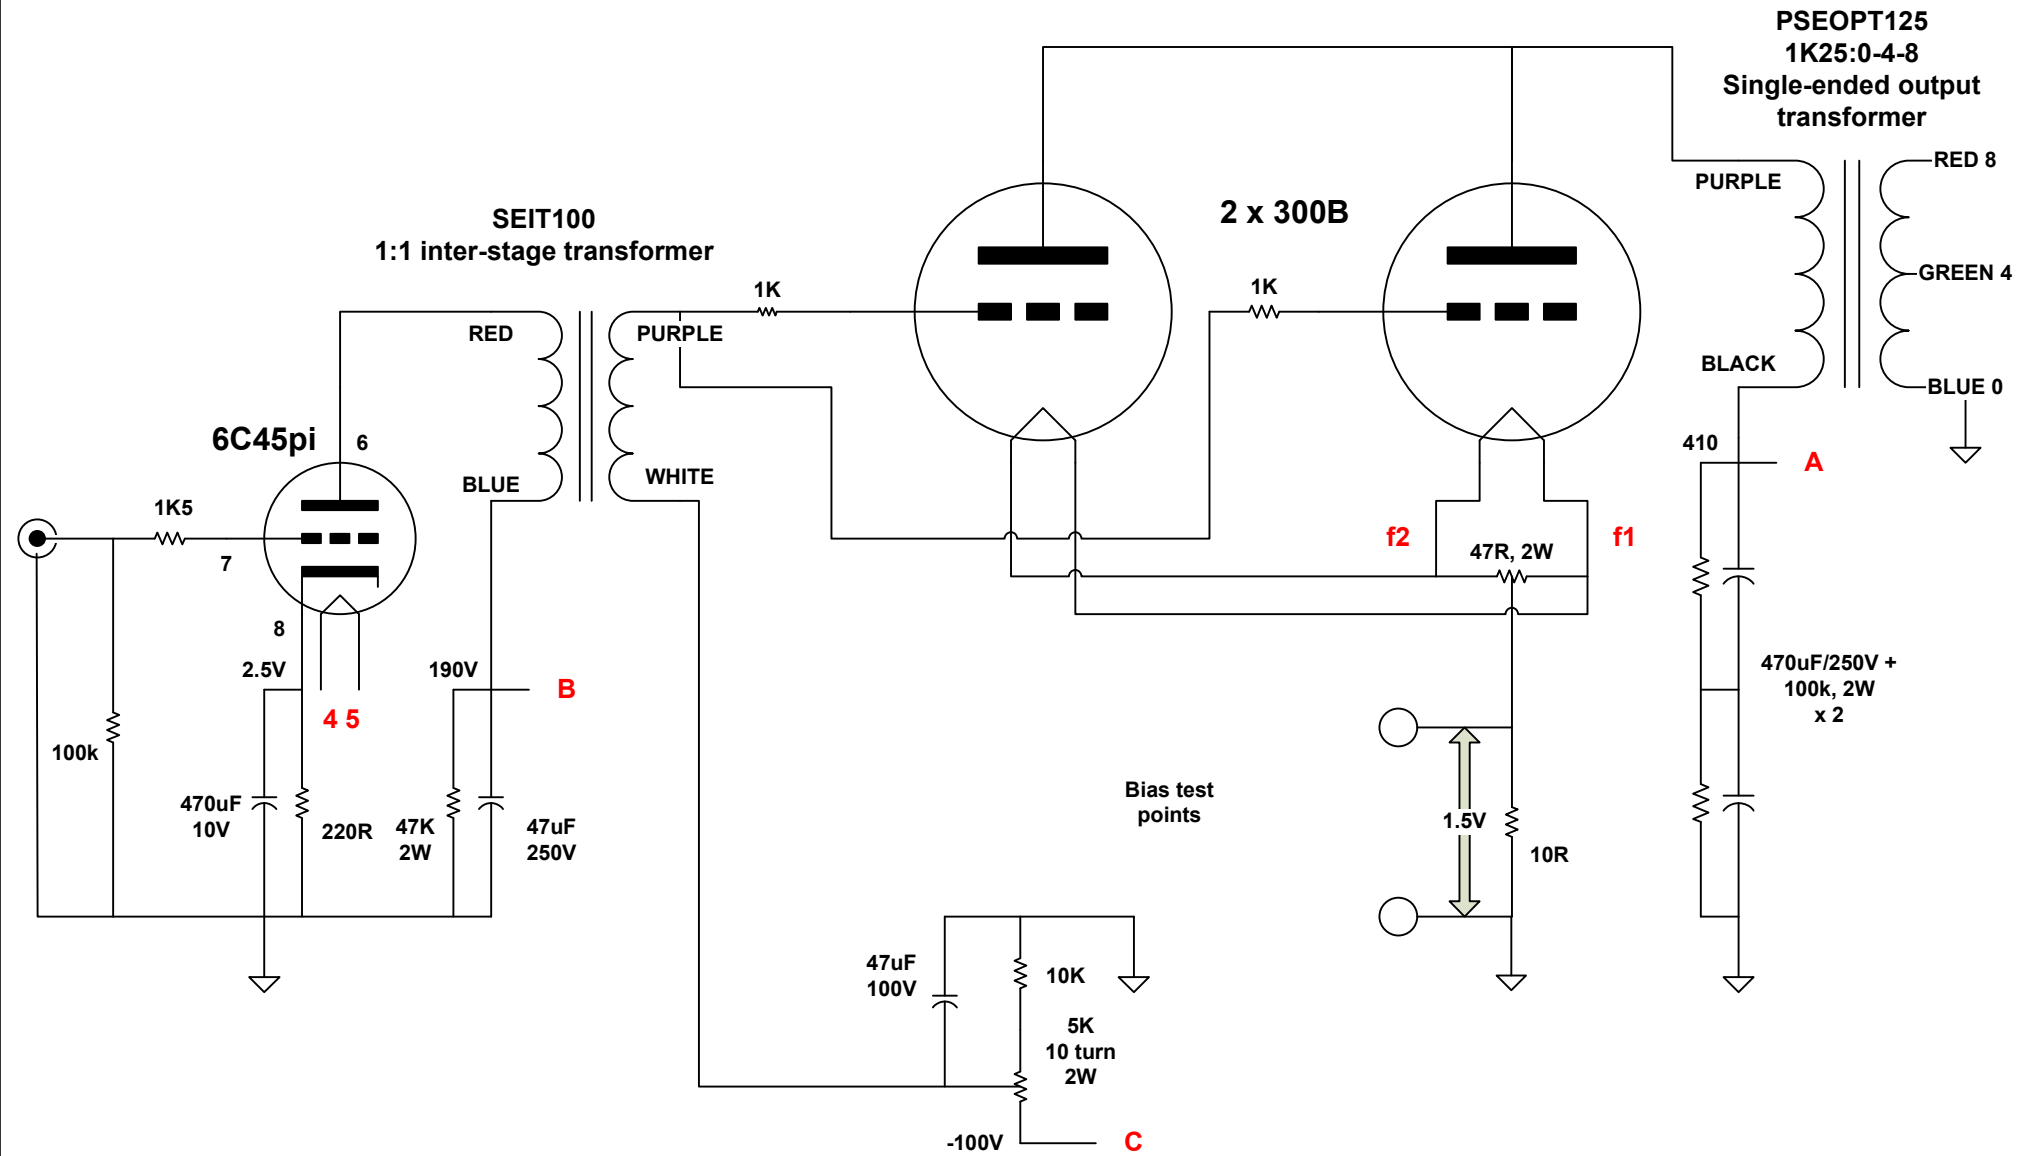 PSEOPT125
1K25:0-4-8
Single-ended output
transformer
RED 8
PURPLE
GREEN 4
BLACK
BLUE 0
SEIT100
1:1 inter-stage transformer
2 x 300B
1K
1K
RED
PURPLE
BLUE
WHITE
6C45pi
6
410
A
1K5
7
f2
f1
47R, 2W
8
2.5V
190V
B
4 5
470uF/250V +
100k, 2W
x 2
100k
470uF
10V
220R
47K
2W
47uF
250V
Bias test
points
1.5V
10R
47uF
100V
10K
5K
10 turn
2W
-100V
C